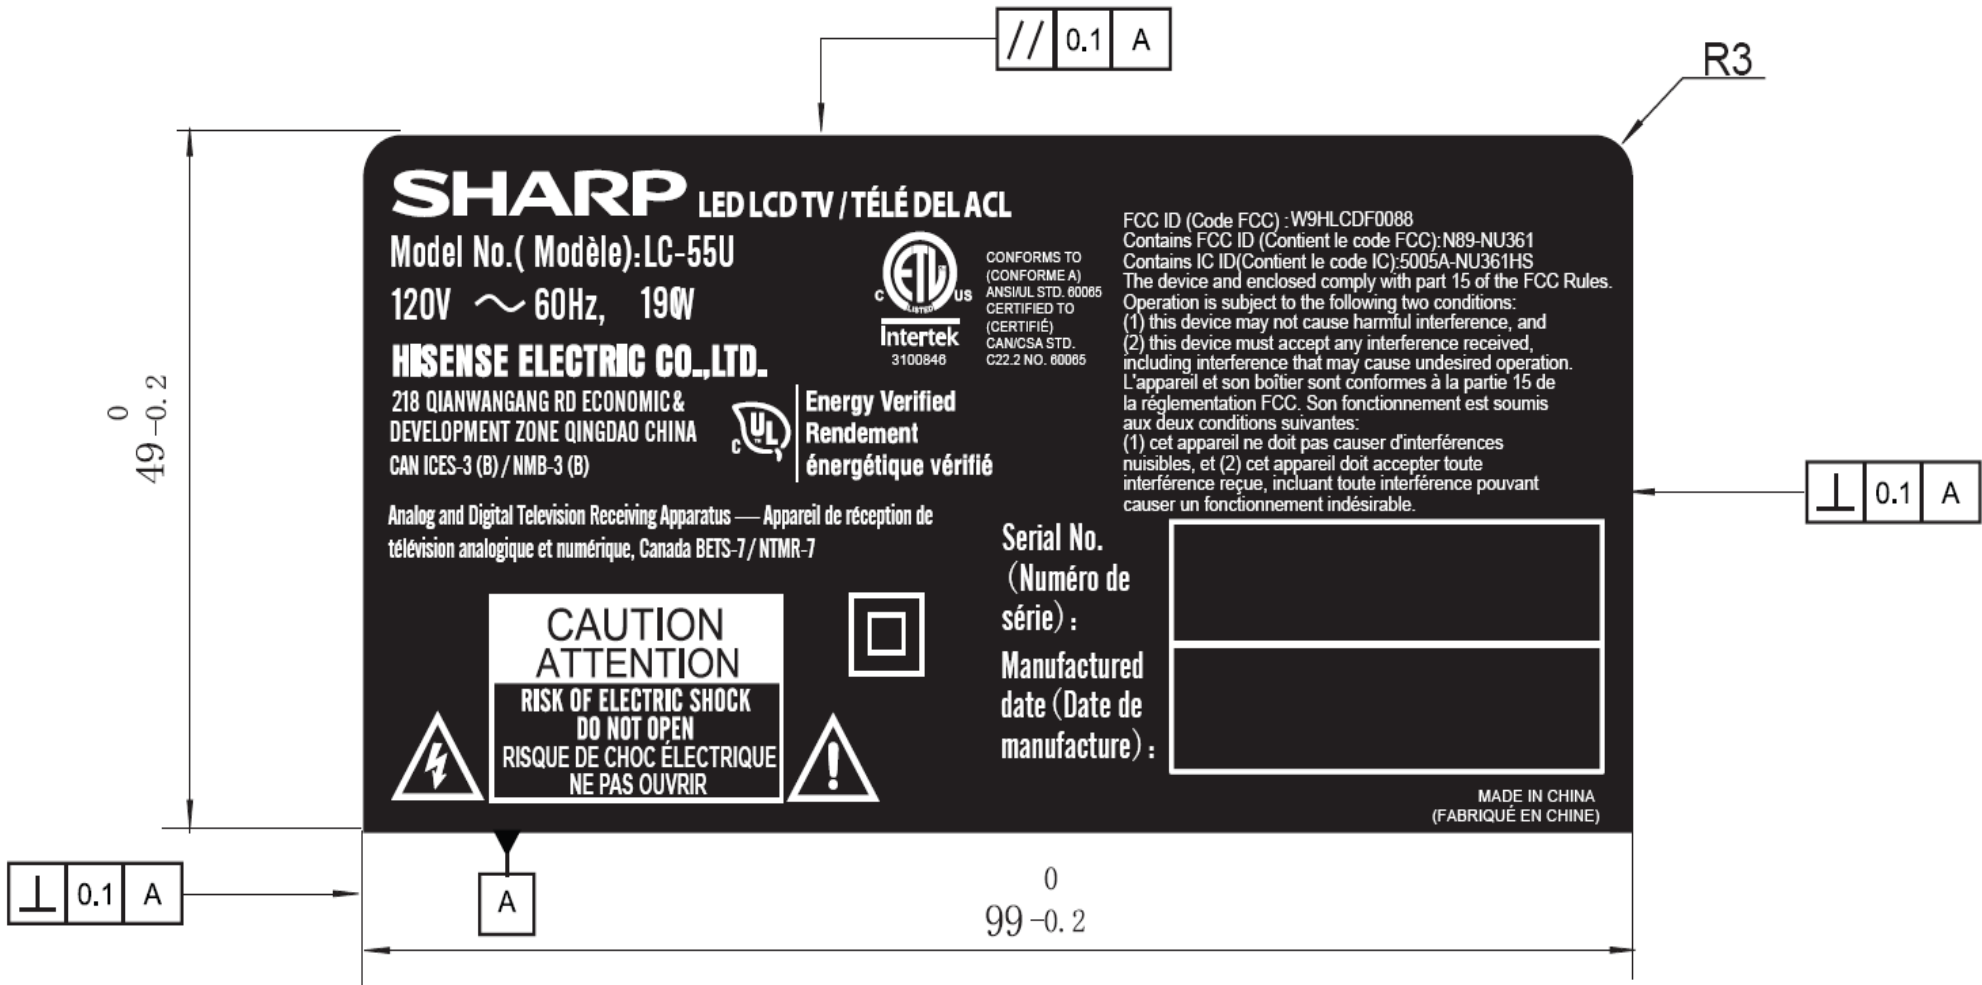 // 0.1 A
R3
SHARP LED LCD TV / TÉLÉ DEL ACL
Model No.( Modèle):LC-55U
120V ～ 60Hz, 190W
HISENSE ELECTRIC CO.,LTD.
218 QIANWANGANG RD ECONOMIC &
DEVELOPMENT ZONE QINGDAO CHINA
CAN ICES-3 (B) / NMB-3 (B)
ETL
LISTED
C US
Intertek
3100846
CONFORMS TO
(CONFORME A)
ANSI/UL STD. 60065
CERTIFIED TO
(CERTIFIÉ)
CAN/CSA STD.
C22.2 NO. 60065
C UL
Energy Verified
Rendement
énergétique vérifié
Analog and Digital Television Receiving Apparatus — Appareil de réception de
télévision analogique et numérique, Canada BETS-7 / NTMR-7
CAUTION
ATTENTION
RISK OF ELECTRIC SHOCK
DO NOT OPEN
RISQUE DE CHOC ÉLECTRIQUE
NE PAS OUVRIR
FCC ID (Code FCC) : W9HLCDF0088
Contains FCC ID (Contient le code FCC):N89-NU361
Contains IC ID(Contient le code IC):5005A-NU361HS
The device and enclosed comply with part 15 of the FCC Rules.
Operation is subject to the following two conditions:
(1) this device may not cause harmful interference, and
(2) this device must accept any interference received,
including interference that may cause undesired operation.
L'appareil et son boîtier sont conformes à la partie 15 de
la réglementation FCC. Son fonctionnement est soumis
aux deux conditions suivantes:
(1) cet appareil ne doit pas causer d'interférences
nuisibles, et (2) cet appareil doit accepter toute
interférence reçue, incluant toute interférence pouvant
causer un fonctionnement indésirable.
Serial No.
(Numéro de
série):
Manufactured
date (Date de
manufacture):
MADE IN CHINA
(FABRIQUÉ EN CHINE)
0
49 -0.2
⊥ 0.1 A
⊥ 0.1 A
A
0
99 -0.2